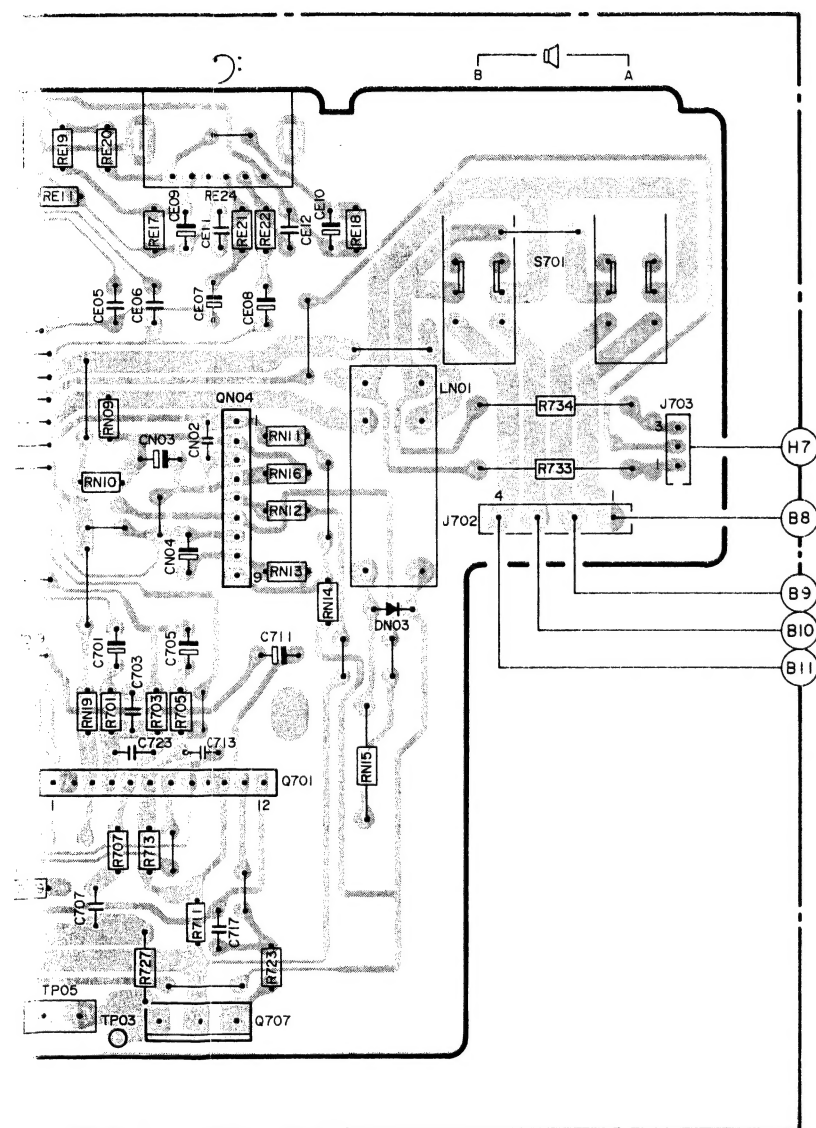 B A
RE19
RE20
RE11
CE09
RE24
CE10
RE17
CE11
RE21
RE22
CE12
RE18
S701
CE05
CE06
CE07
CE08
LN01
QN04
RN09
CN02
1
RN11
R734
J703
3
CN03
H7
RN16
R733
1
RN10
RN12
J702
4
1
B8
CN04
RN13
9
RN14
B9
DN03
B10
C701
C703
C705
C711
B11
RN19
R701
R703
R705
C723
C713
RN15
Q701
1
12
R707
R713
C707
R711
C717
R727
R723
TP05
TP03
Q707